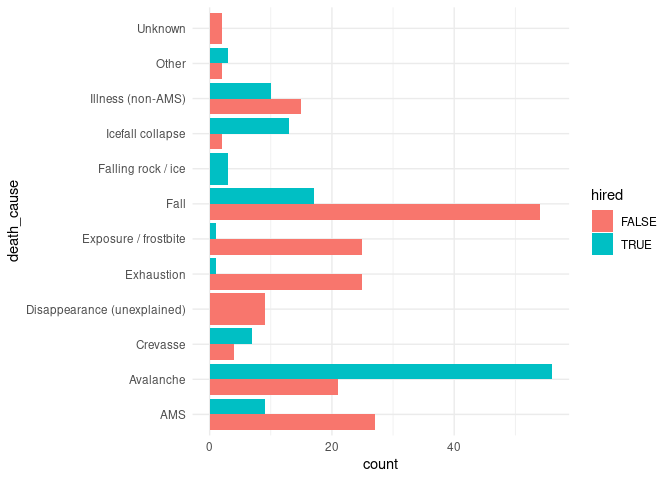 death_cause
Unknown
Other
Illness (non-AMS)
Icefall collapse
Falling rock / ice
Fall
Exposure / frostbite
Exhaustion
Disappearance (unexplained)
Crevasse
Avalanche
AMS
0 20 40
count
hired
FALSE
TRUE